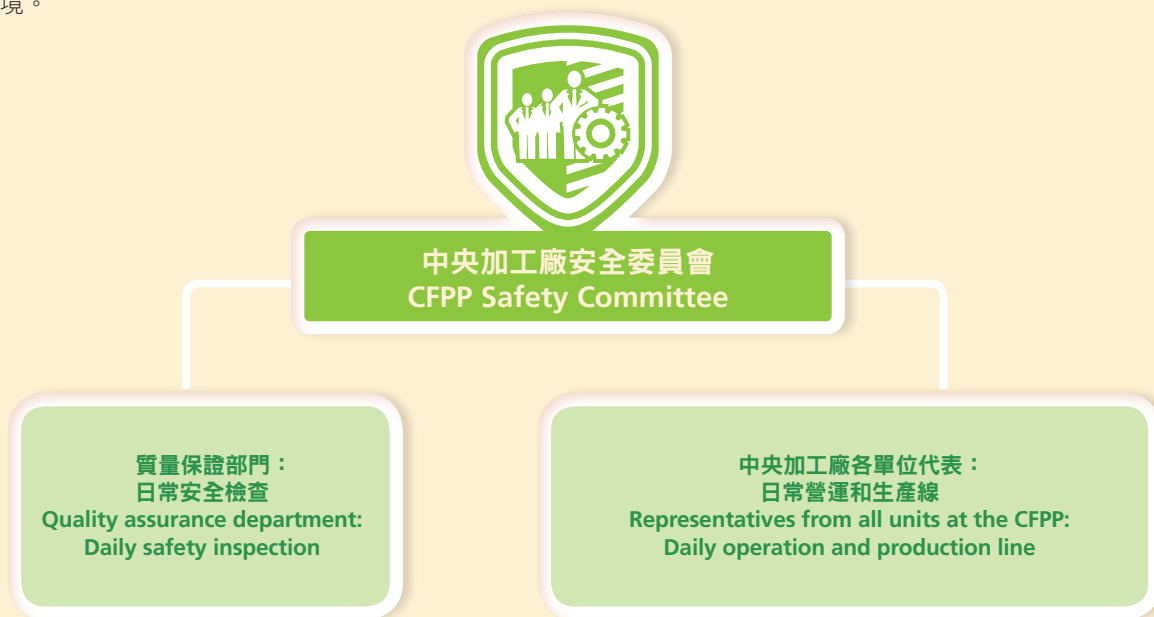 境。
中央加工廠安全委員會
CFPP Safety Committee
質量保證部門：
日常安全檢查
Quality assurance department:
Daily safety inspection
中央加工廠各單位代表：
日常營運和生產線
Representatives from all units at the CFPP:
Daily operation and production line